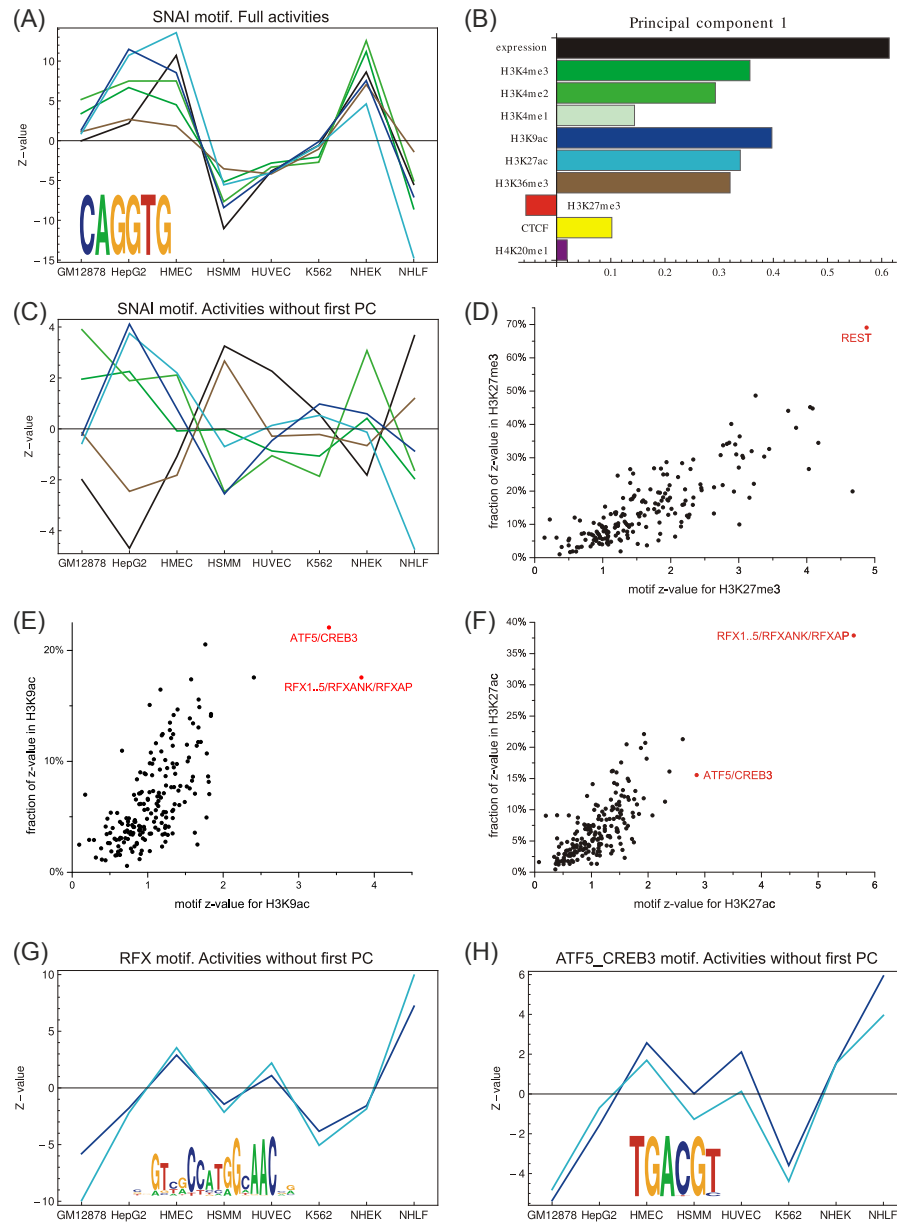 (A) SNAI motif. Full activities
Z-value
10
5
0
−5
−10
−15
CAGGTG
GM12878 HepG2 HMEC HSMM HUVEC K562 NHEK NHLF
(B) Principal component 1
expression
H3K4me3
H3K4me2
H3K4me1
H3K9ac
H3K27ac
H3K36me3
H3K27me3
CTCF
H4K20me1
0.1 0.2 0.3 0.4 0.5 0.6
(C) SNAI motif. Activities without first PC
Z-value
4
2
0
−2
−4
GM12878 HepG2 HMEC HSMM HUVEC K562 NHEK NHLF
(D)
fraction of z-value in H3K27me3
70%
60%
50%
40%
30%
20%
10%
0%
REST
0 1 2 3 4 5
motif z-value for H3K27me3
(E)
fraction of z-value in H3K9ac
20%
10%
0%
ATF5/CREB3
RFX1..5/RFXANK/RFXAP
0 1 2 3 4
motif z-value for H3K9ac
(F)
fraction of z-value in H3K27ac
40%
35%
30%
25%
20%
15%
10%
5%
0%
RFX1..5/RFXANK/RFXAP
ATF5/CREB3
0 1 2 3 4 5 6
motif z-value for H3K27ac
(G) RFX motif. Activities without first PC
Z-value
10
5
0
−5
−10
GM12878 HepG2 HMEC HSMM HUVEC K562 NHEK NHLF
(H) ATF5_CREB3 motif. Activities without first PC
Z-value
6
4
2
0
−2
−4
TGACGT
GM12878 HepG2 HMEC HSMM HUVEC K562 NHEK NHLF